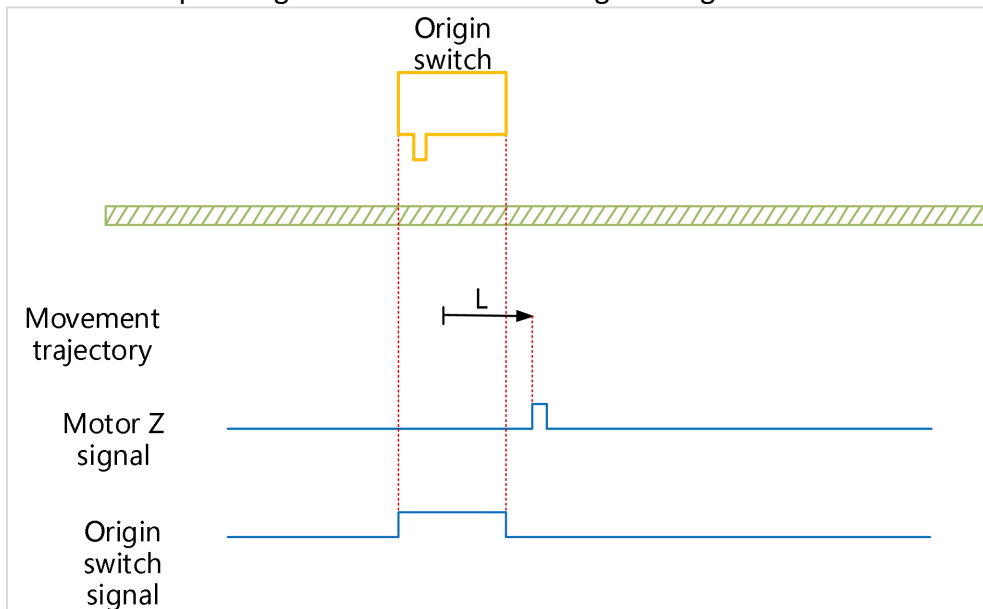 Origin
switch
L
Movement
trajectory
Motor Z
signal
Origin
switch
signal